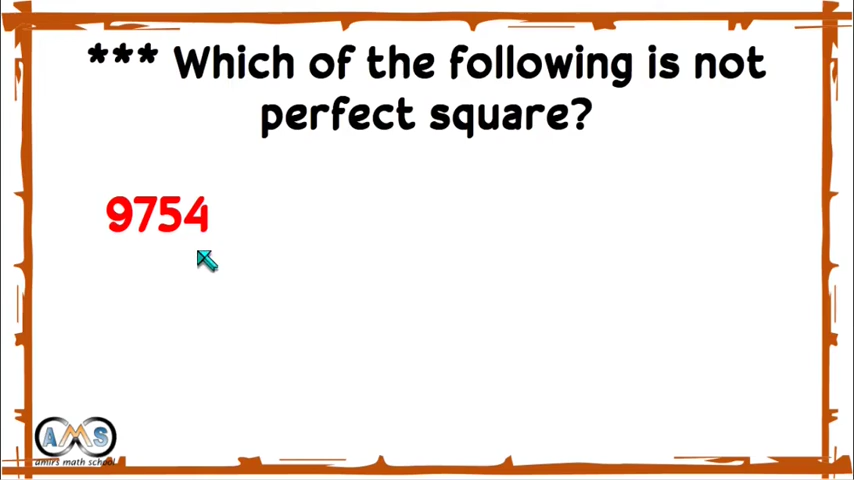 *** Which of the following is not
perfect square?
9754
AMS
amirs math school